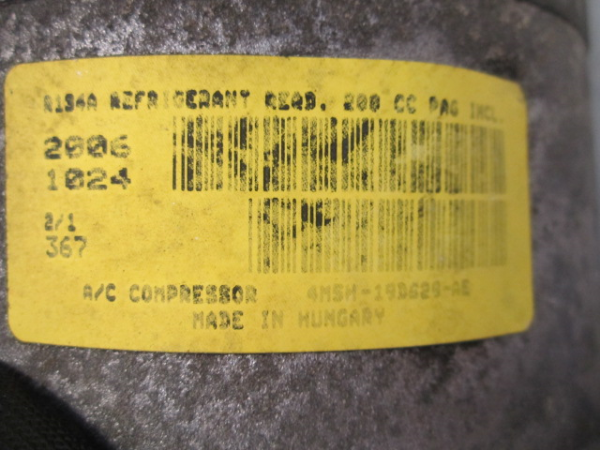 R134A REFRIGERANT REQD. 200 CC PAG INCL.
2006
1024
2/1
367
A/C COMPRESSOR 4M5H-19D629-AE
MADE IN HUNGARY